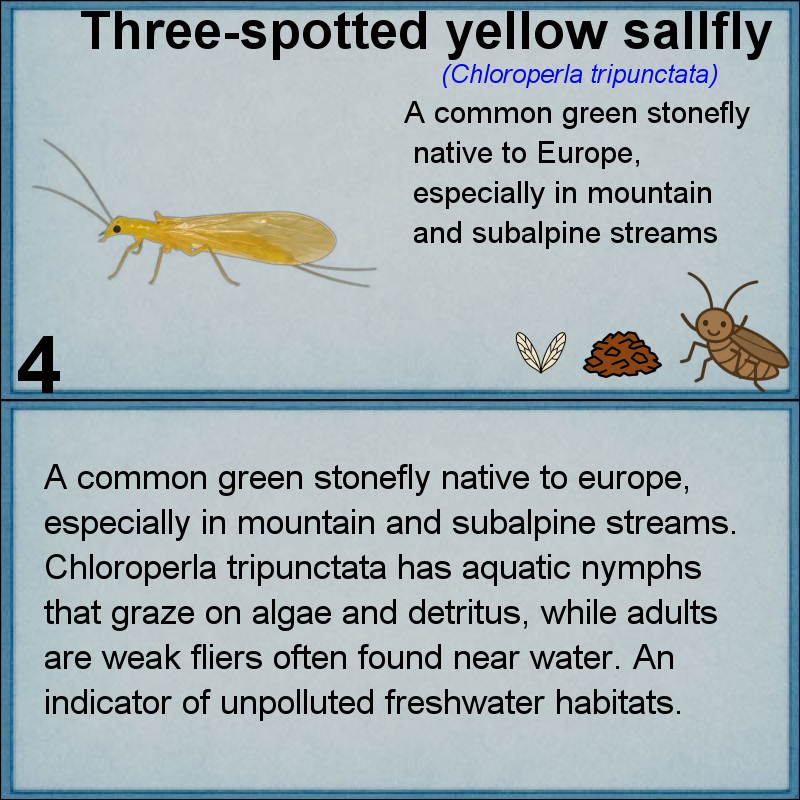 Three-spotted yellow sallfly
(Chloroperla tripunctata)
A common green stonefly
native to Europe,
especially in mountain
and subalpine streams
4
A common green stonefly native to europe,
especially in mountain and subalpine streams.
Chloroperla tripunctata has aquatic nymphs
that graze on algae and detritus, while adults
are weak fliers often found near water. An
indicator of unpolluted freshwater habitats.